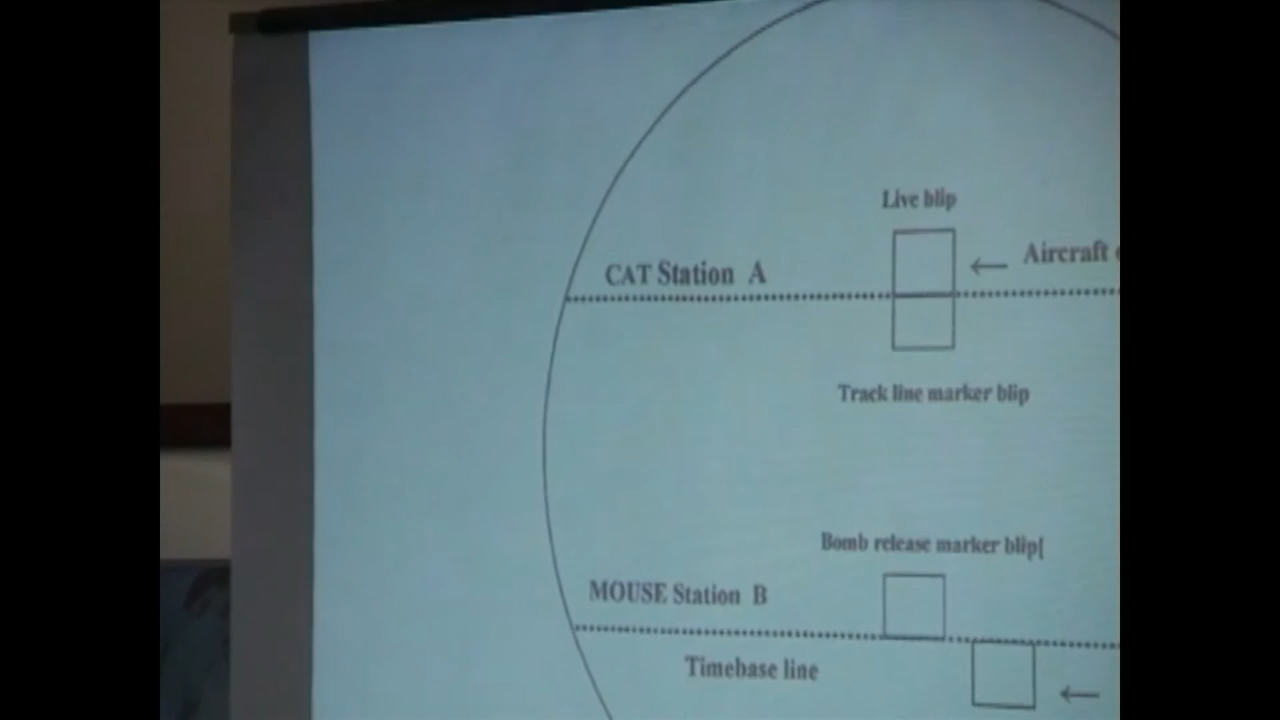 Live blip
Aircraft
CAT Station A
Track line marker blip
Bomb release marker blip[
MOUSE Station B
Timebase line